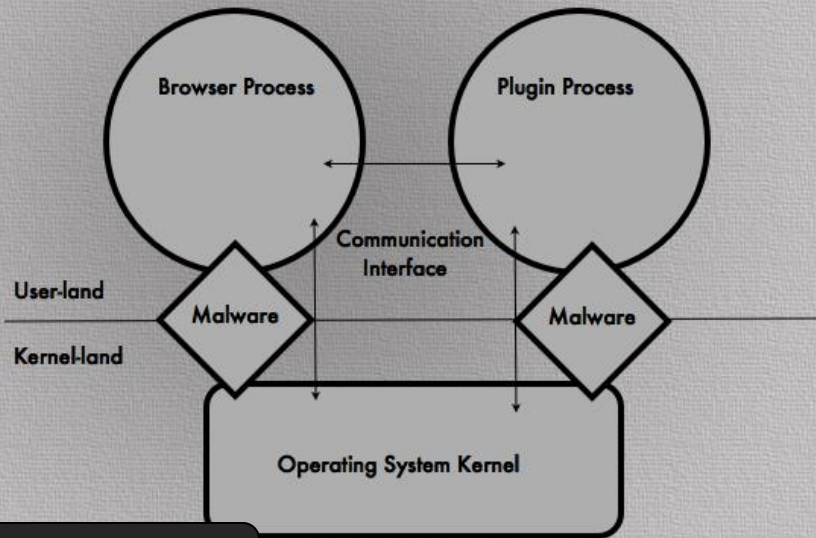 Browser Process
Plugin Process
Communication
Interface
User-land
Malware
Malware
Kernel-land
Operating System Kernel